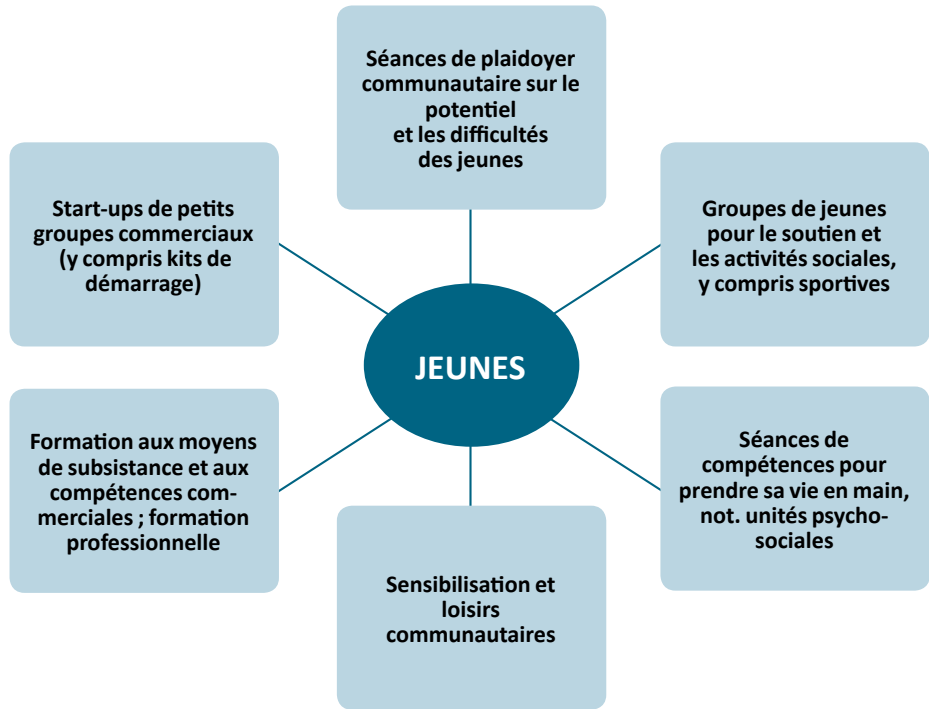 Séances de plaidoyer
communautaire sur le
potentiel
et les difficultés
des jeunes
Start-ups de petits
groupes commerciaux
(y compris kits de
démarrage)
Groupes de jeunes
pour le soutien et
les activités sociales,
y compris sportives
JEUNES
Formation aux moyens
de subsistance et aux
compétences com-
merciales ; formation
professionnelle
Séances de
compétences pour
prendre sa vie en main,
not. unités psycho-
sociales
Sensibilisation et
loisirs
communautaires